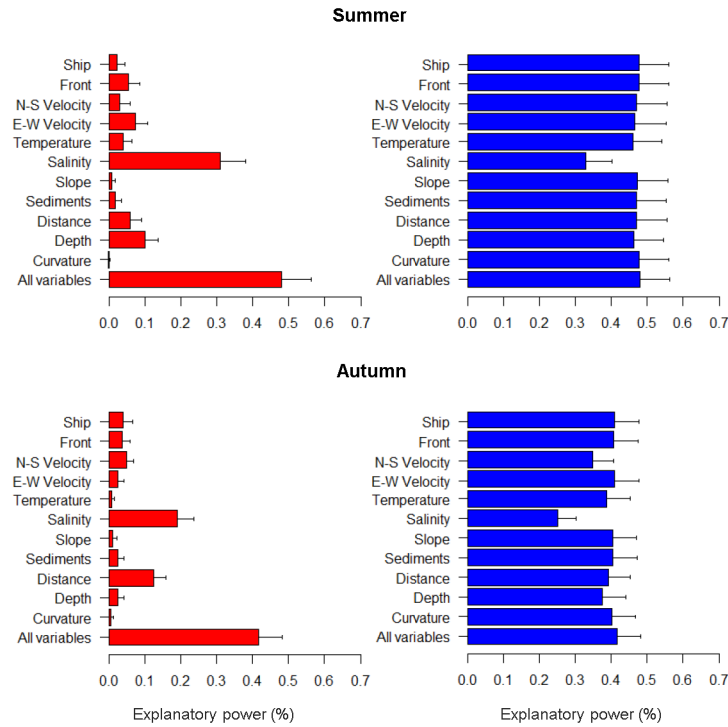 Summer
Ship
Front
N-S Velocity
E-W Velocity
Temperature
Salinity
Slope
Sediments
Distance
Depth
Curvature
All variables
0.0 0.1 0.2 0.3 0.4 0.5 0.6 0.7
Ship
Front
N-S Velocity
E-W Velocity
Temperature
Salinity
Slope
Sediments
Distance
Depth
Curvature
All variables
0.0 0.1 0.2 0.3 0.4 0.5 0.6 0.7
Autumn
Ship
Front
N-S Velocity
E-W Velocity
Temperature
Salinity
Slope
Sediments
Distance
Depth
Curvature
All variables
0.0 0.1 0.2 0.3 0.4 0.5 0.6 0.7
Explanatory power (%)
Ship
Front
N-S Velocity
E-W Velocity
Temperature
Salinity
Slope
Sediments
Distance
Depth
Curvature
All variables
0.0 0.1 0.2 0.3 0.4 0.5 0.6 0.7
Explanatory power (%)